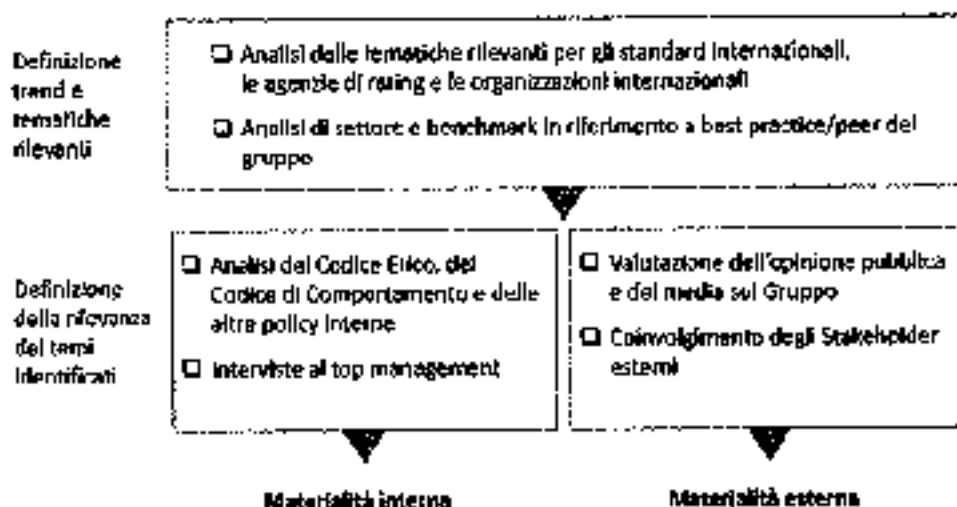 Definizione
trend e
tematiche
rilevanti
❑ Analisi delle tematiche rilevanti per gli standard internazionali,
le agenzie di rating e le organizzazioni internazionali
❑ Analisi di settore e benchmark in riferimento a best practice/peer del
gruppo
Definizione
della rilevanza
dei temi
identificati
❑ Analisi del Codice Etico, del
Codice di Comportamento e delle
altre policy interne
❑ Interviste al top management
❑ Valutazione dell'opinione pubblica
e dei media sul Gruppo
❑ Coinvolgimento degli Stakeholder
esterni
Materialità interna
Materialità esterna